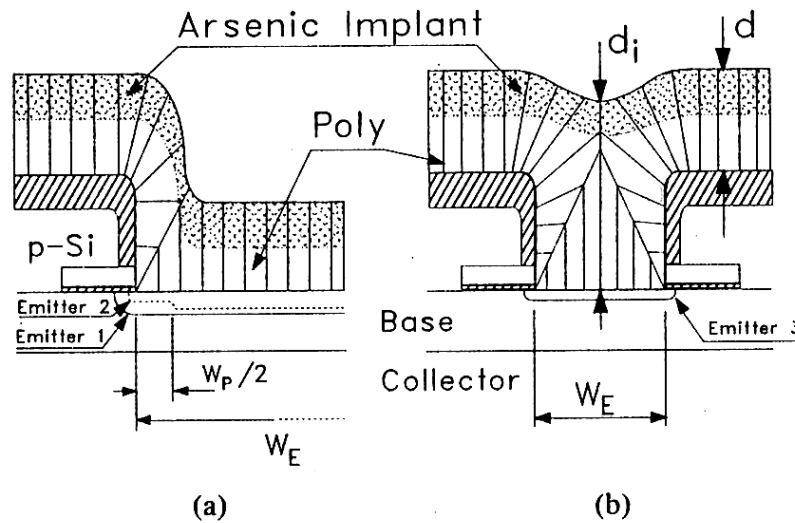 Arsenic Implant
d_i
d
Poly
p-Si
Emitter 2
Emitter 1
Base
Emitter 3
W_P/2
Collector
W_E
W_E
(a)
(b)